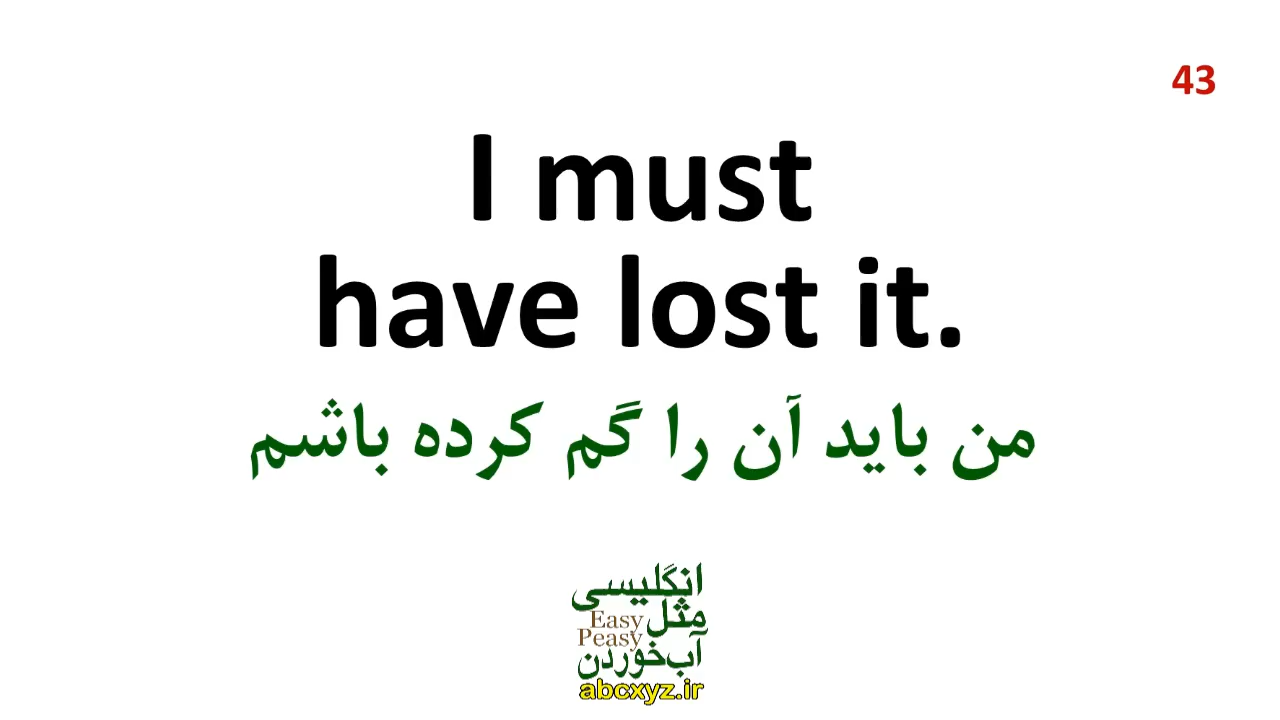 43
I must
have lost it.
من باید آن را گم کرده باشم
انگلیسی
مثل
Easy
Peasy
آب‌خوردن
abcxyz.ir